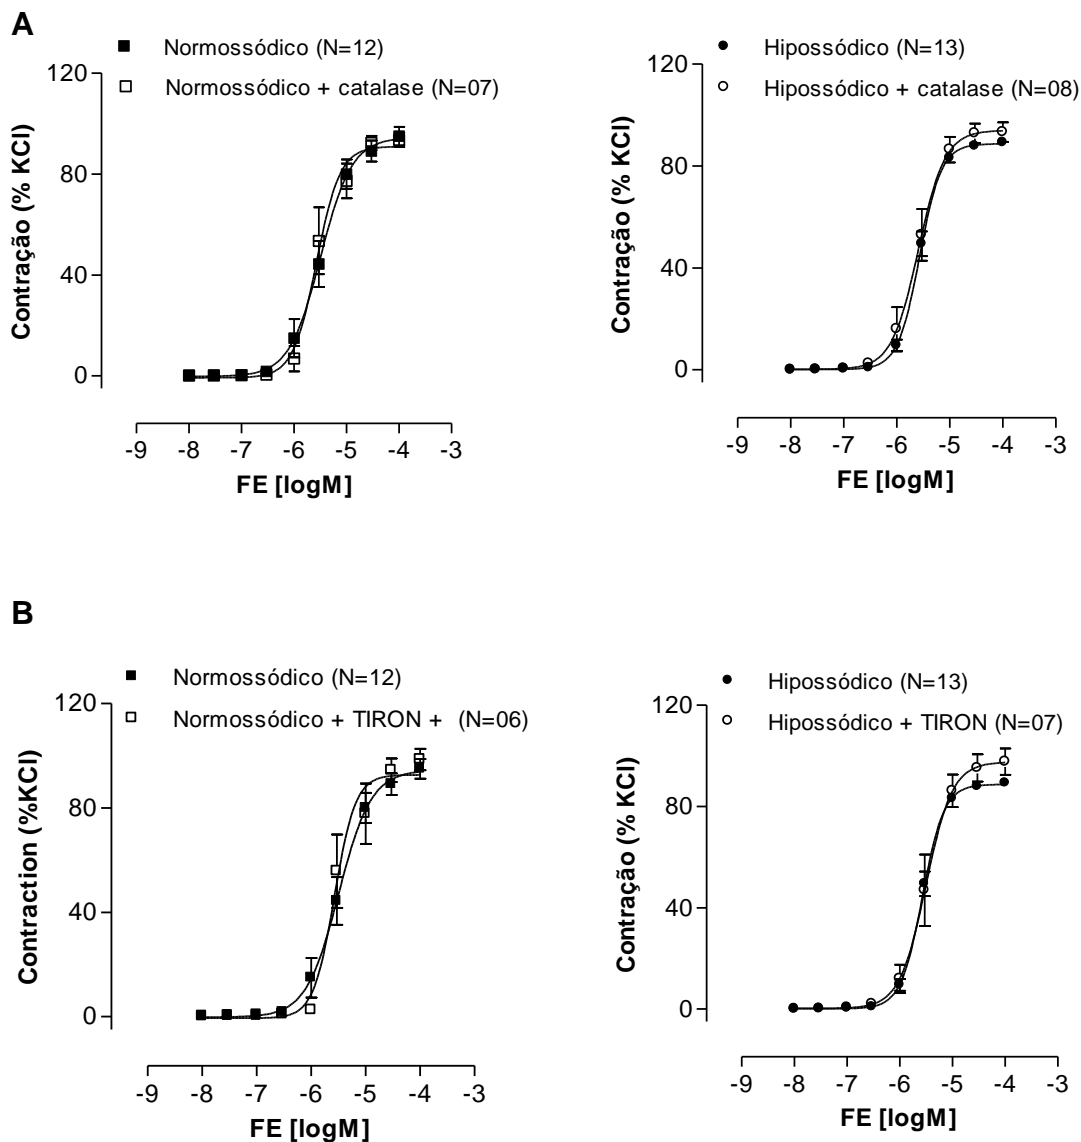 A
Normossódico (N=12)
Normossódico + catalase (N=07)
120
80
40
0
Contração (% KCl)
-9 -8 -7 -6 -5 -4 -3
FE [logM]
Hipossódico (N=13)
Hipossódico + catalase (N=08)
120
80
40
0
Contração (% KCl)
-9 -8 -7 -6 -5 -4 -3
FE [logM]
B
Normossódico (N=12)
Normossódico + TIRON + (N=06)
120
80
40
0
Contraction (%KCl)
-9 -8 -7 -6 -5 -4 -3
FE [logM]
Hipossódico (N=13)
Hipossódico + TIRON (N=07)
120
80
40
0
Contração (% KCl)
-9 -8 -7 -6 -5 -4 -3
FE [logM]